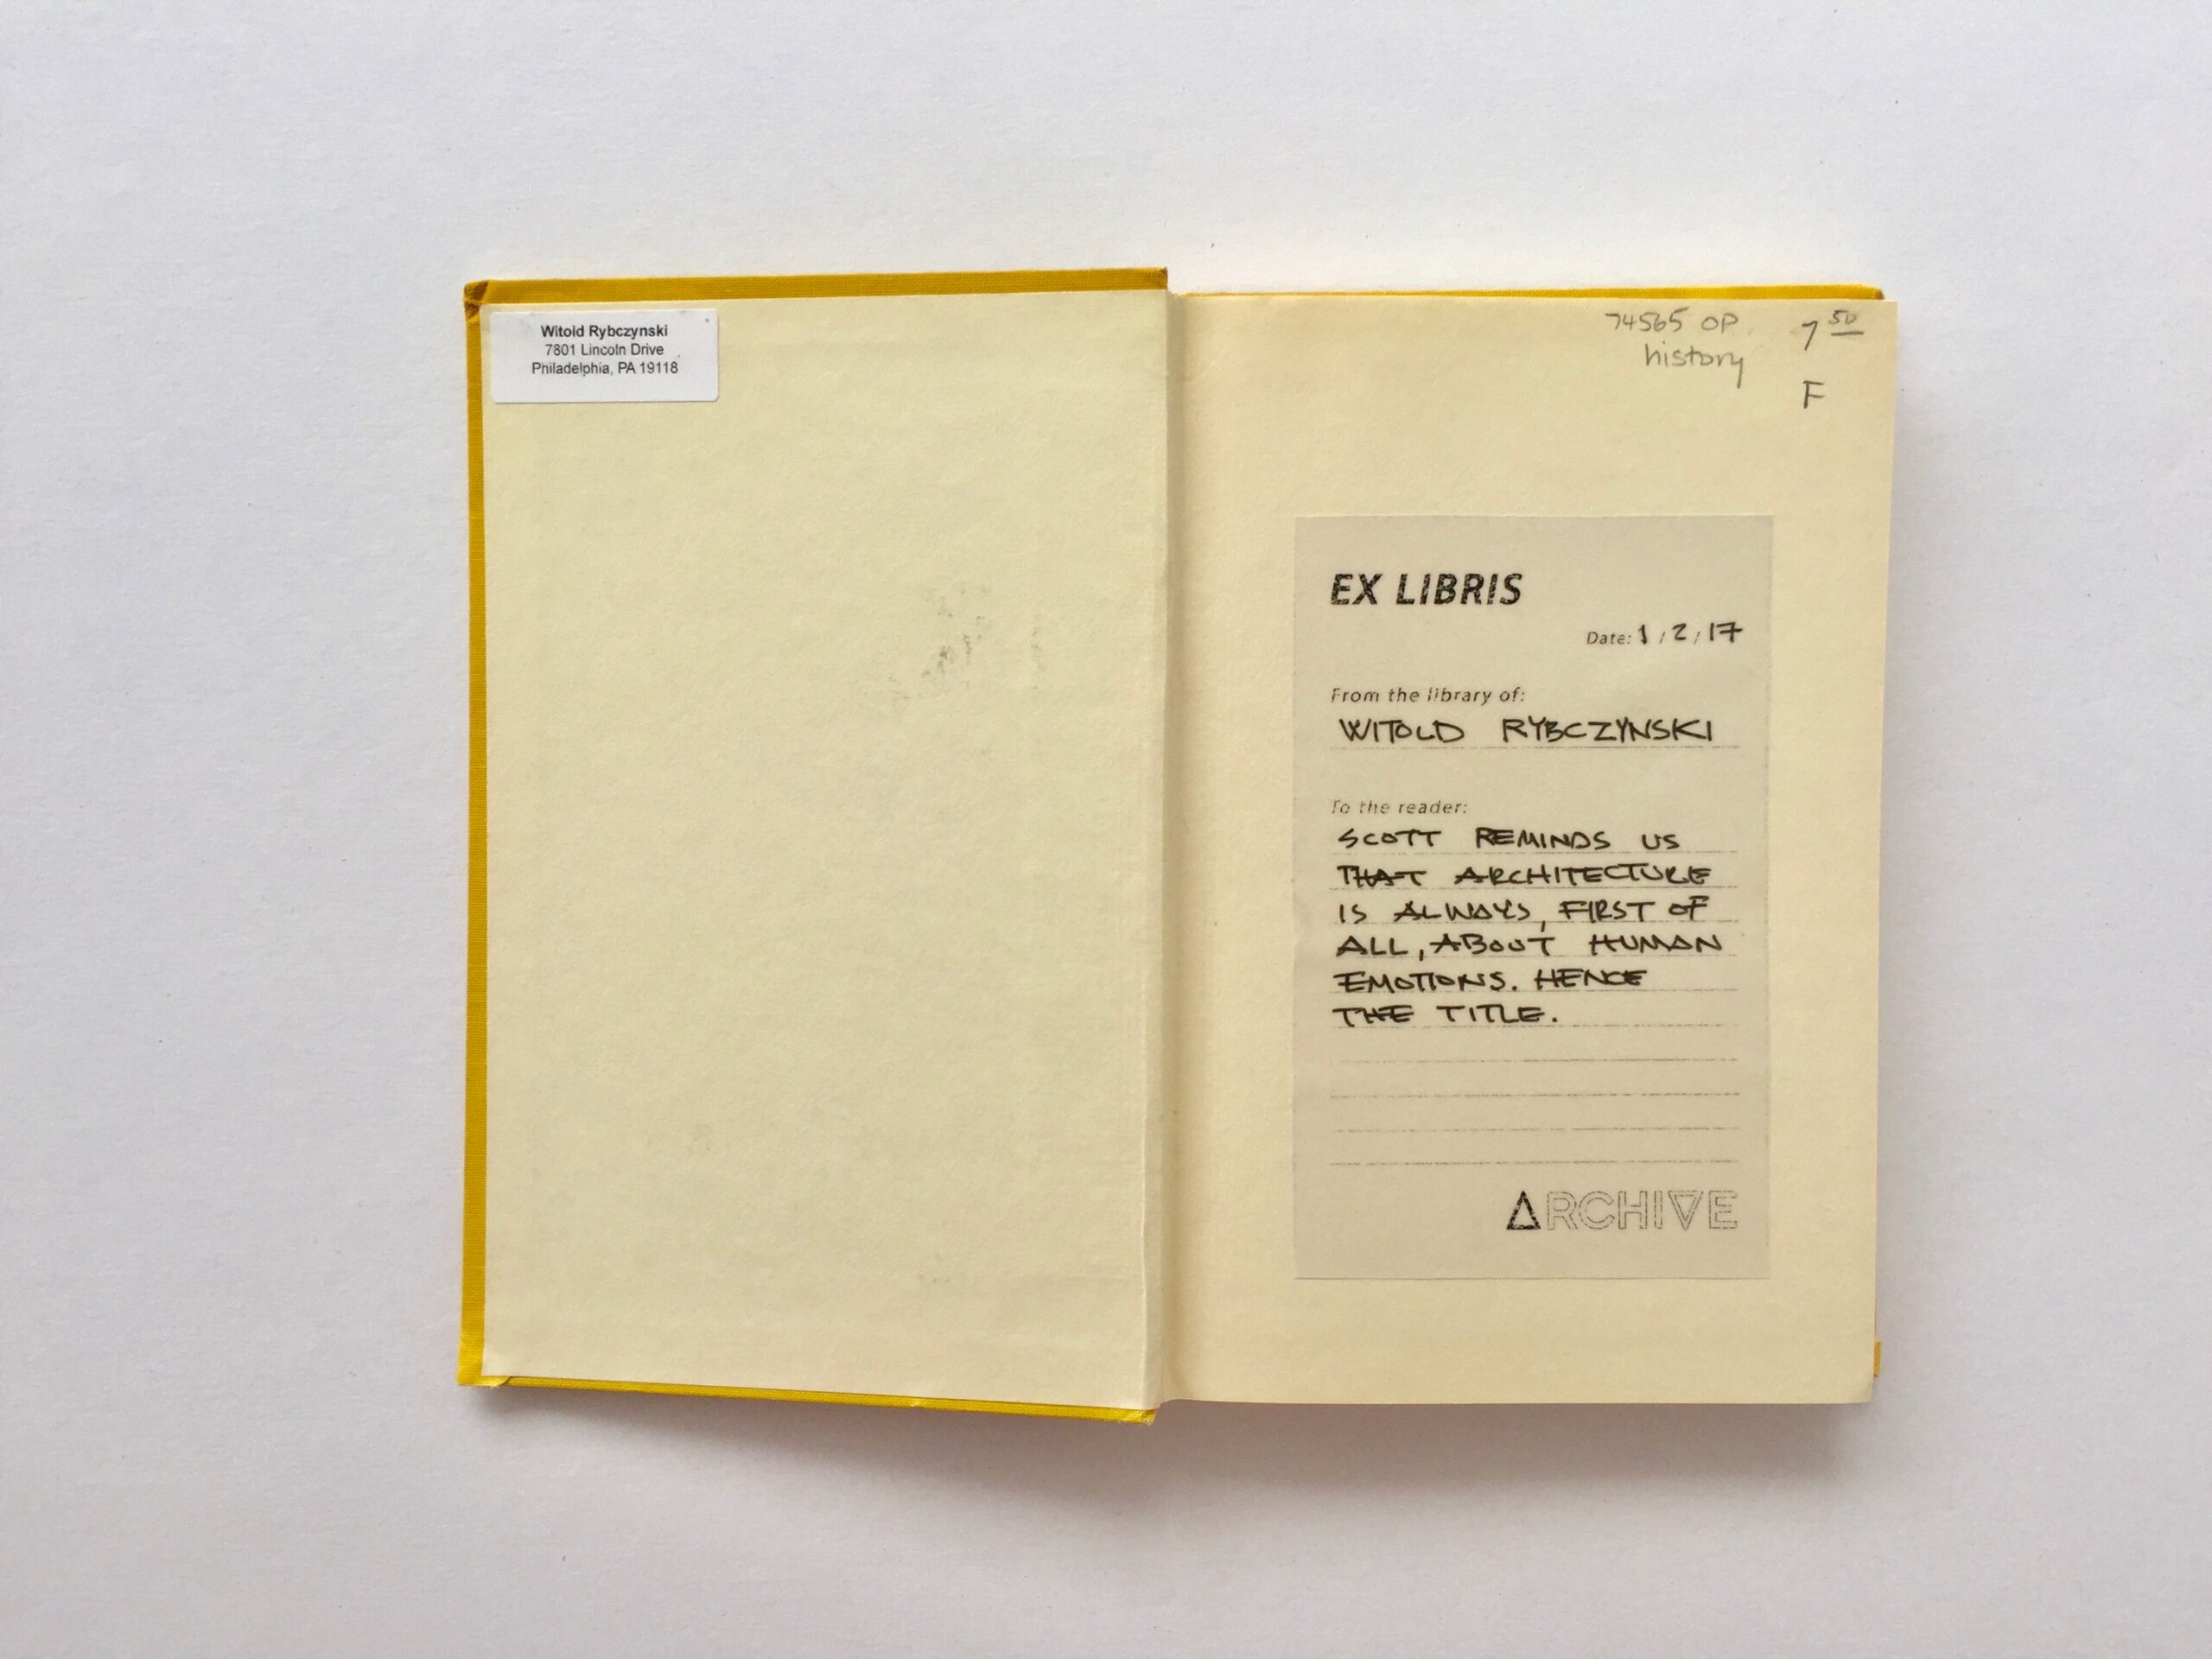 Witold Rybczynski
7801 Lincoln Drive
Philadelphia, PA 19118
74565 OP
history
7 50
F
EX LIBRIS
Date: 1 / 2 / 17
From the library of:
WITOLD RYBCZYNSKI
To the reader:
SCOTT REMINDS US
THAT ARCHITECTURE
IS ALWAYS, FIRST OF
ALL, ABOUT HUMAN
EMOTIONS. HENCE
THE TITLE.
ARCHIVE